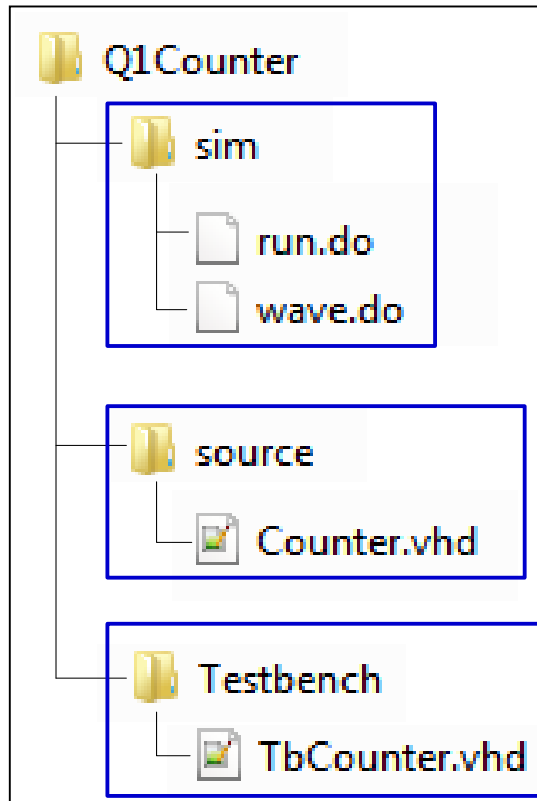 Q1Counter
sim
run.do
wave.do
source
Counter.vhd
Testbench
TbCounter.vhd